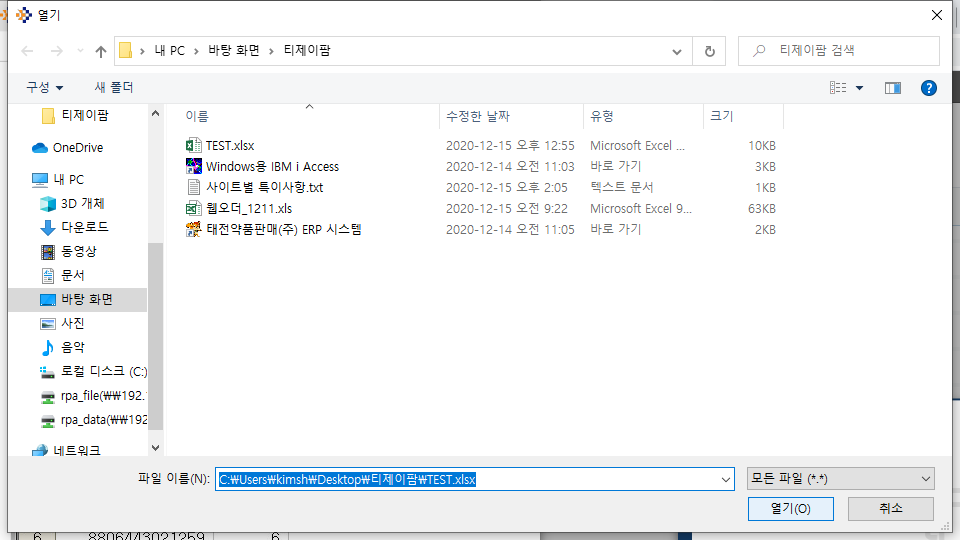 열기
내 PC > 바탕 화면 > 티제이팜
티제이팜 검색
구성
새 폴더
티제이팜
OneDrive
내 PC
3D 개체
다운로드
동영상
문서
바탕 화면
사진
음악
로컬 디스크 (C:)
rpa_file(₩₩192.1
rpa_data(₩₩192
네트워크
이름 수정한 날짜 유형 크기
TEST.xlsx 2020-12-15 오후 12:55 Microsoft Excel ... 10KB
Windows용 IBM i Access 2020-12-14 오전 11:03 바로 가기 3KB
사이트별 특이사항.txt 2020-12-15 오후 2:05 텍스트 문서 1KB
웹오더_1211.xls 2020-12-15 오전 9:22 Microsoft Excel 9... 63KB
태전약품판매(주) ERP 시스템 2020-12-14 오전 11:05 바로 가기 2KB
파일 이름(N): C:₩Users₩kimsh₩Desktop₩티제이팜₩TEST.xlsx
모든 파일 (*.*)
열기(O)
취소
6 8806443021259 6